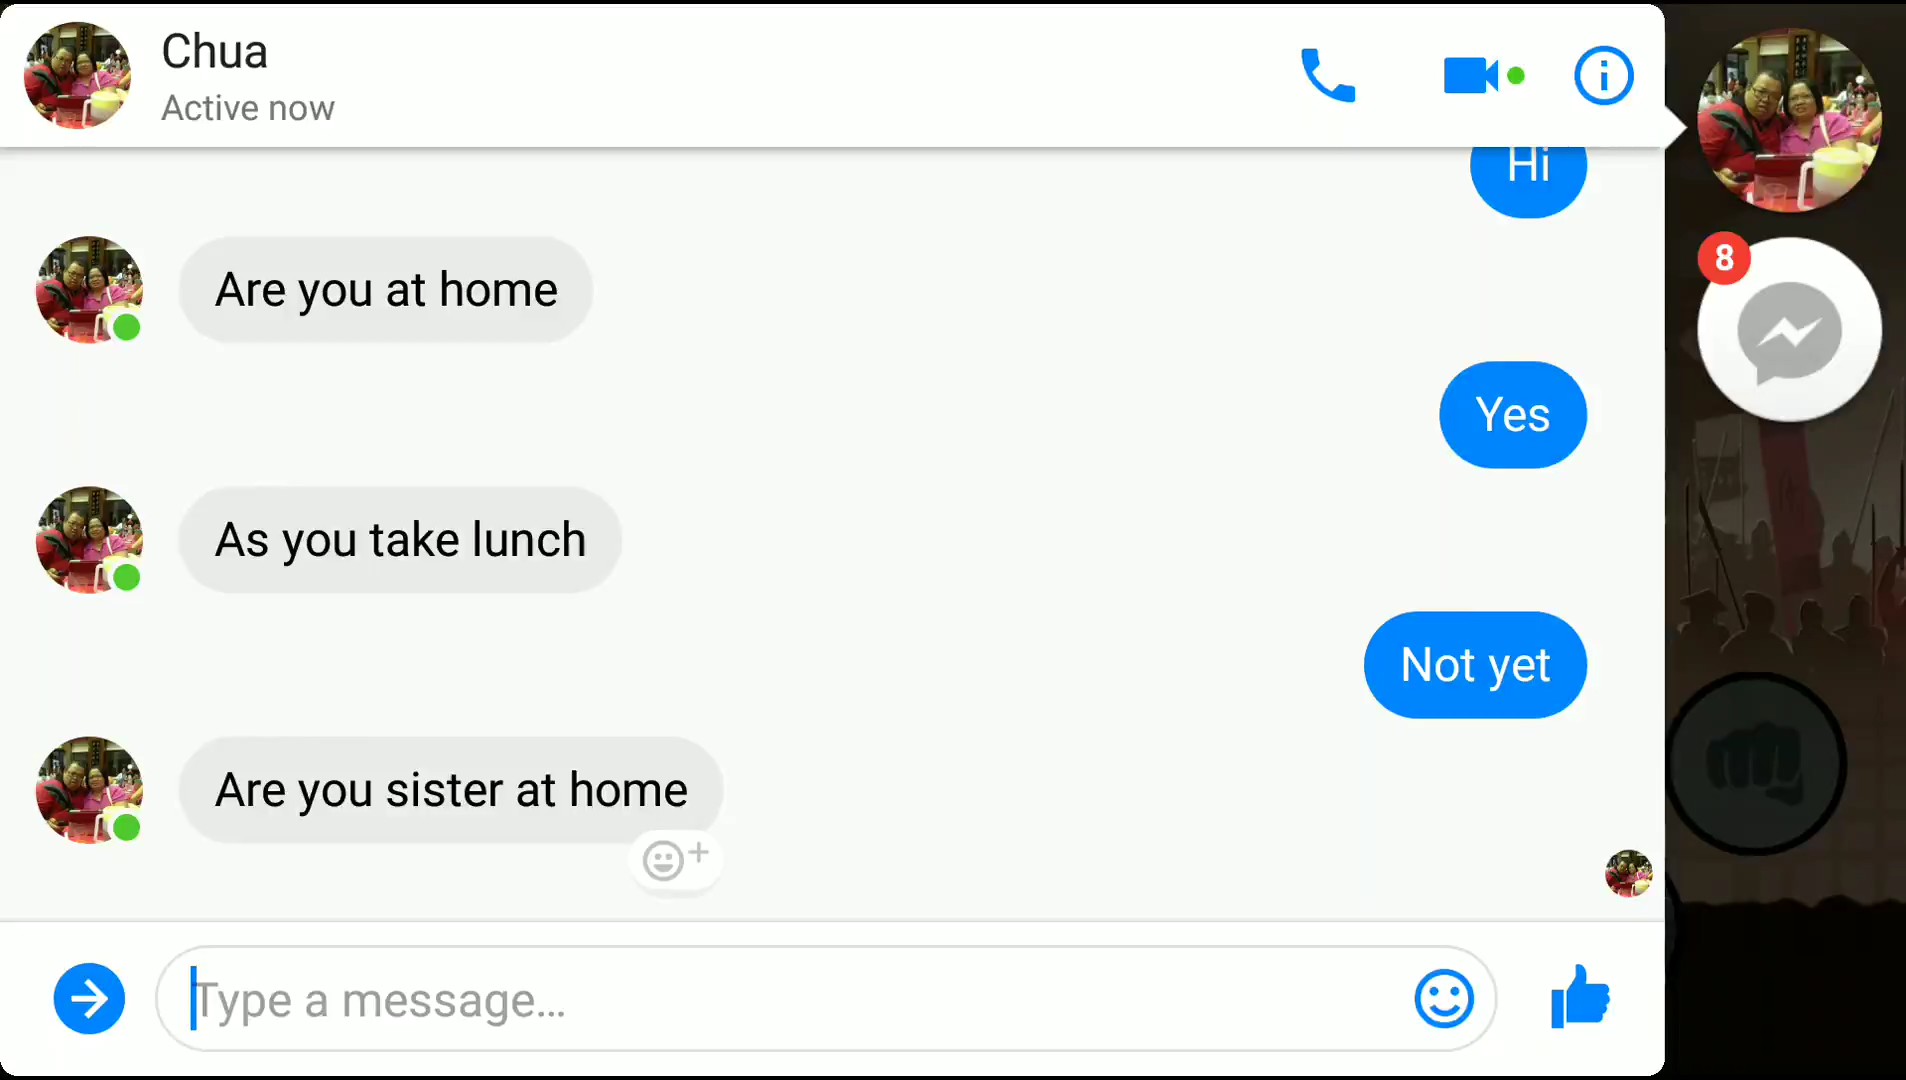 Chua
Active now
Hi
8
Are you at home
Yes
As you take lunch
Not yet
Are you sister at home
Type a message...